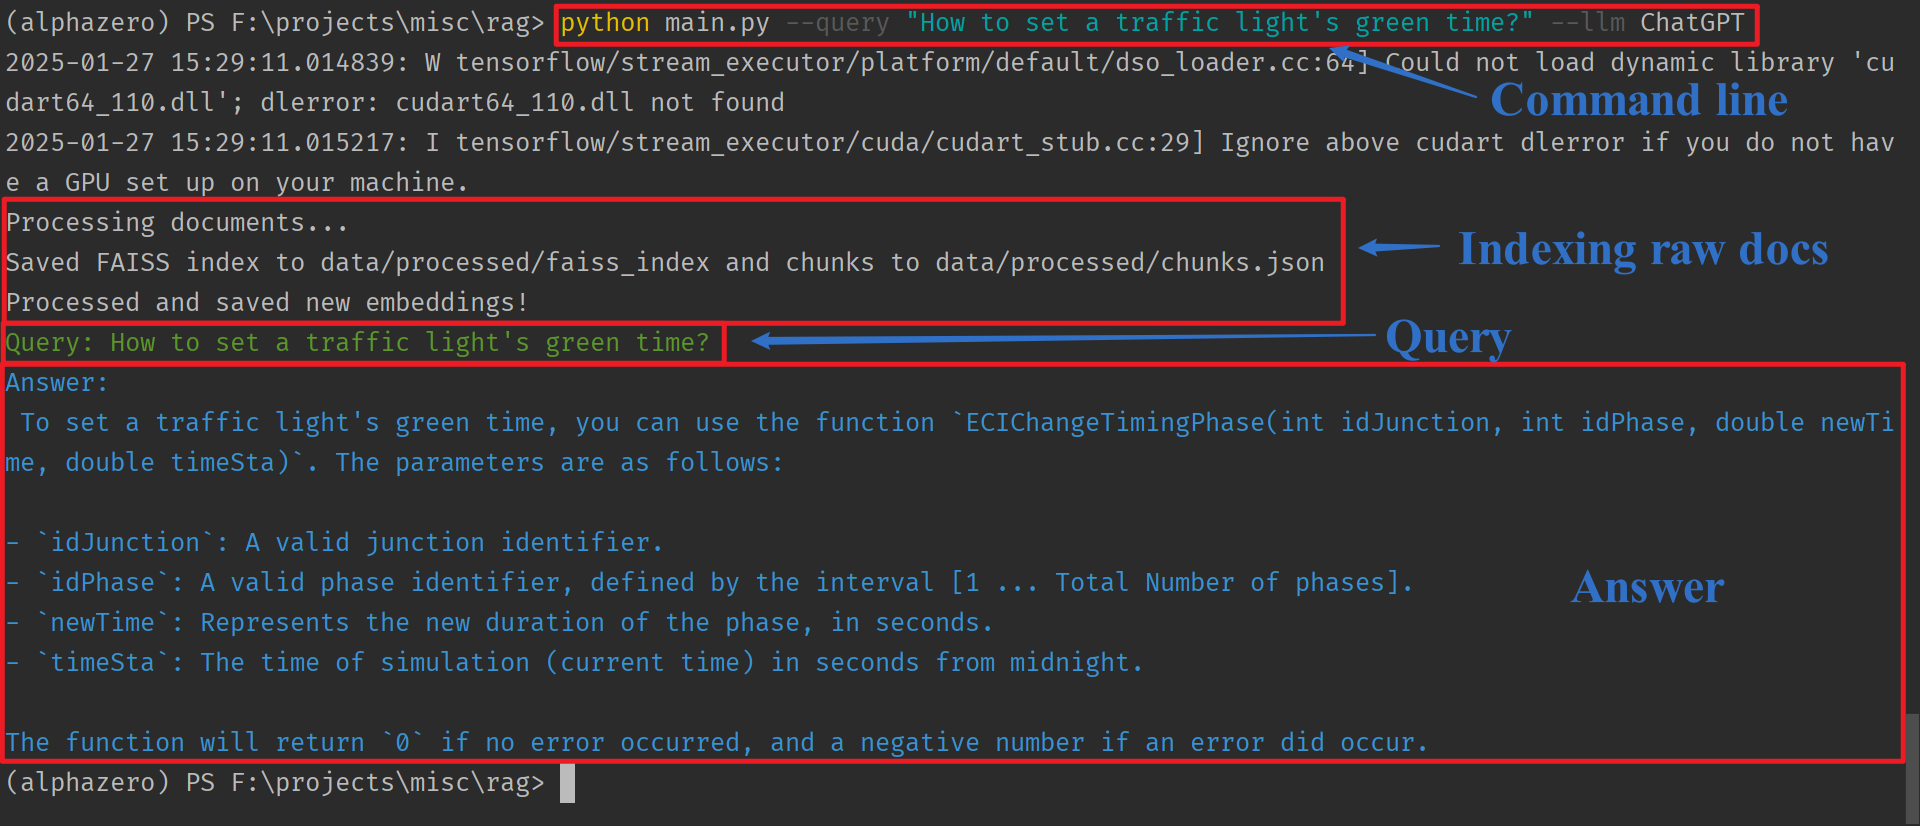 (alphazero) PS F:\projects\misc\rag> python main.py --query "How to set a traffic light's green time?" --llm ChatGPT
2025-01-27 15:29:11.014839: W tensorflow/stream_executor/platform/default/dso_loader.cc:64] Could not load dynamic library 'cu
dart64_110.dll'; dlerror: cudart64_110.dll not found
Command line
2025-01-27 15:29:11.015217: I tensorflow/stream_executor/cuda/cudart_stub.cc:29] Ignore above cudart dlerror if you do not hav
e a GPU set up on your machine.
Processing documents...
Saved FAISS index to data/processed/faiss_index and chunks to data/processed/chunks.json
Indexing raw docs
Processed and saved new embeddings!
Query: How to set a traffic light's green time?
Query
Answer:
To set a traffic light's green time, you can use the function `ECIChangeTimingPhase(int idJunction, int idPhase, double newTi
me, double timeSta)`. The parameters are as follows:
- `idJunction`: A valid junction identifier.
- `idPhase`: A valid phase identifier, defined by the interval [1 ... Total Number of phases].
Answer
- `newTime`: Represents the new duration of the phase, in seconds.
- `timeSta`: The time of simulation (current time) in seconds from midnight.
The function will return `0` if no error occurred, and a negative number if an error did occur.
(alphazero) PS F:\projects\misc\rag>